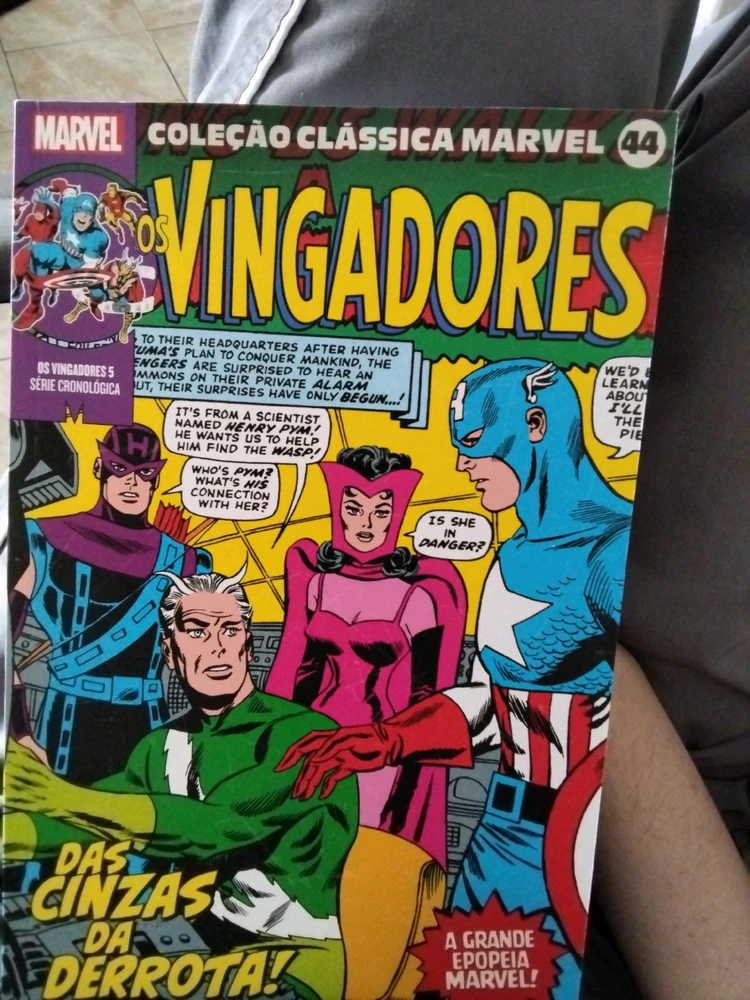 MARVEL
COLEÇÃO CLÁSSICA MARVEL 44
OS
VINGADORES
OS VINGADORES 5
SÉRIE CRONOLÓGICA
TO THEIR HEADQUARTERS AFTER HAVING
PLAN TO CONQUER MANKIND, THE
ARE SURPRISED TO HEAR AN
ON THEIR PRIVATE ALARM
THEIR SURPRISES HAVE ONLY BEGUN...!
IT'S FROM A SCIENTIST
NAMED HENRY PYM!
HE WANTS US TO HELP
HIM FIND THE WASP!
WHO'S PYM?
WHAT'S HIS
CONNECTION
WITH HER?
IS SHE
IN
DANGER?
WE'D
I'LL
H
DAS
CINZAS
DA
DERROTA!
A GRANDE
EPOPEIA
MARVEL!